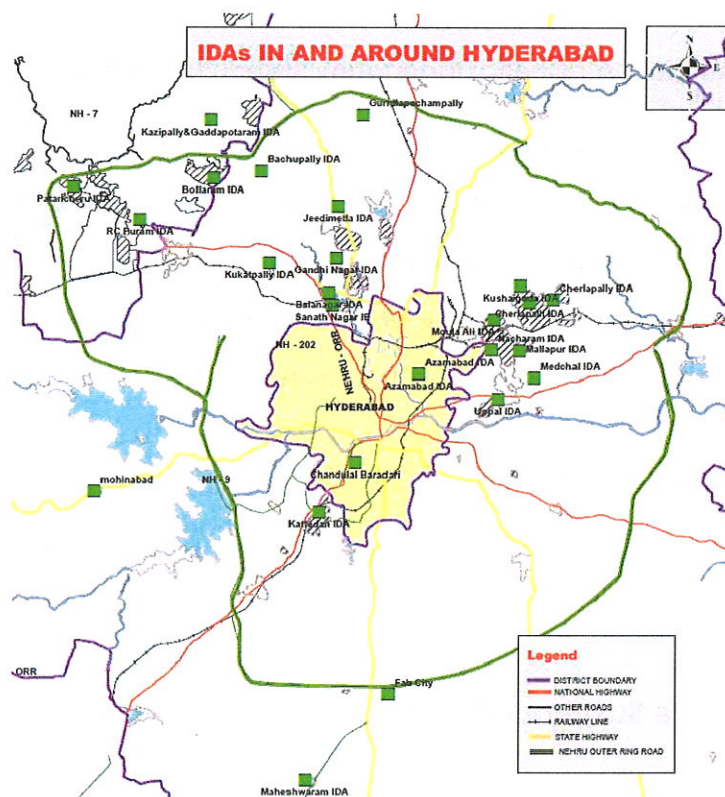 IDAs IN AND AROUND HYDERABAD
N
W E
S
NH - 7
Gundlapochampally
Kazipally&Gaddapotaram IDA
Bachupally IDA
Bollaram IDA
Patancheru IDA
RC Puram IDA
Jeedimetla IDA
Kukatpally IDA
Gandhi Nagar IDA
Balanagar IDA
Sanath Nagar IE
Kushaiguda IDA
Cherlapally IDA
Cherlapalli IDA
Moula Ali IDA
Nacharam IDA
Mallapur IDA
NH - 202
NEHRU - ORR
Azamabad IDA
Azamabad IDA
Medchal IDA
Uppal IDA
HYDERABAD
Chandulal Baradari
mohinabad
NH - 9
Kattedan IDA
ORR
Fab City
Maheshwaram IDA
Legend
DISTRICT BOUNDARY
NATIONAL HIGHWAY
OTHER ROADS
RAILWAY LINE
STATE HIGHWAY
NEHRU OUTER RING ROAD